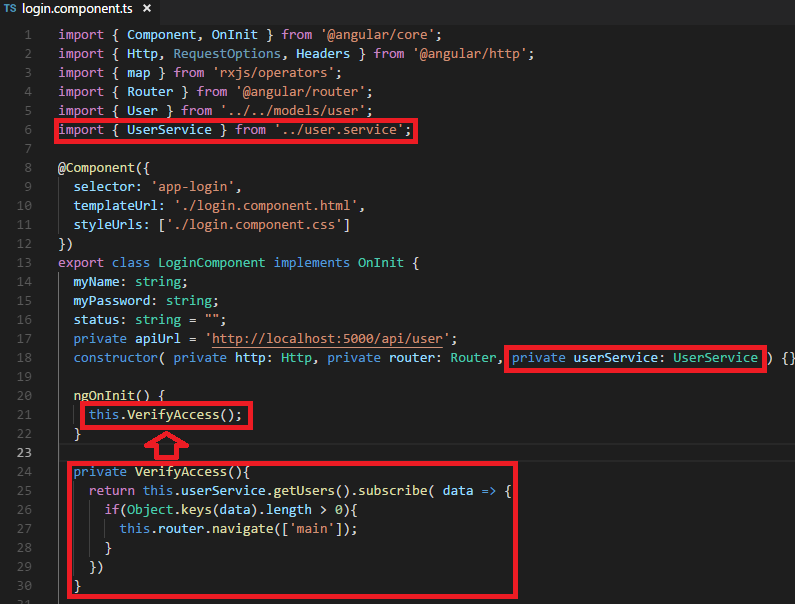 TS login.component.ts ×
1 import { Component, OnInit } from '@angular/core';
2 import { Http, RequestOptions, Headers } from '@angular/http';
3 import { map } from 'rxjs/operators';
4 import { Router } from '@angular/router';
5 import { User } from '../../models/user';
6 import { UserService } from '../user.service';
7
8 @Component({
9   selector: 'app-login',
10   templateUrl: './login.component.html',
11   styleUrls: ['./login.component.css']
12 })
13 export class LoginComponent implements OnInit {
14   myName: string;
15   myPassword: string;
16   status: string = "";
17   private apiUrl = 'http://localhost:5000/api/user';
18   constructor( private http: Http, private router: Router, private userService: UserService ) {}
19
20   ngOnInit() {
21     this.VerifyAccess();
22   }
23
24   private VerifyAccess(){
25     return this.userService.getUsers().subscribe( data => {
26       if(Object.keys(data).length > 0){
27         this.router.navigate(['main']);
28       }
29     })
30   }